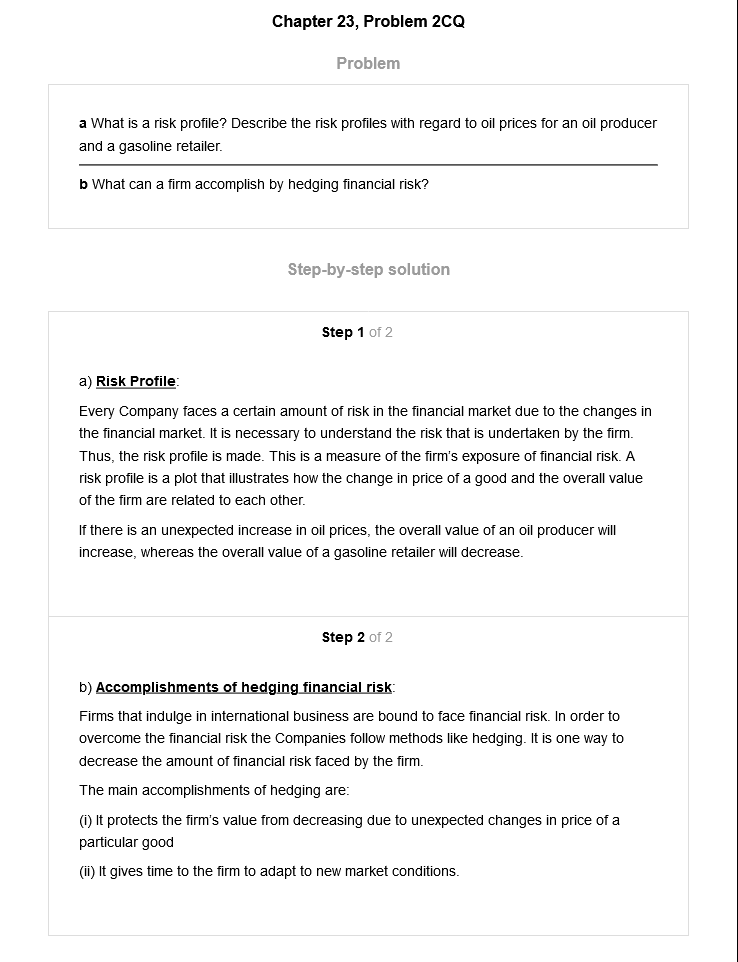 Chapter 23, Problem 2CQ
Problem
a What is a risk profile? Describe the risk profiles with regard to oil prices for an oil producer
and a gasoline retailer.
b What can a firm accomplish by hedging financial risk?
Step-by-step solution
Step 1 of 2
a) Risk Profile:
Every Company faces a certain amount of risk in the financial market due to the changes in
the financial market. It is necessary to understand the risk that is undertaken by the firm.
Thus, the risk profile is made. This is a measure of the firm's exposure of financial risk. A
risk profile is a plot that illustrates how the change in price of a good and the overall value
of the firm are related to each other.
If there is an unexpected increase in oil prices, the overall value of an oil producer will
increase, whereas the overall value of a gasoline retailer will decrease.
Step 2 of 2
b) Accomplishments of hedging financial risk:
Firms that indulge in international business are bound to face financial risk. In order to
overcome the financial risk the Companies follow methods like hedging. It is one way to
decrease the amount of financial risk faced by the firm.
The main accomplishments of hedging are:
(i) It protects the firm's value from decreasing due to unexpected changes in price of a
particular good
(ii) It gives time to the firm to adapt to new market conditions.